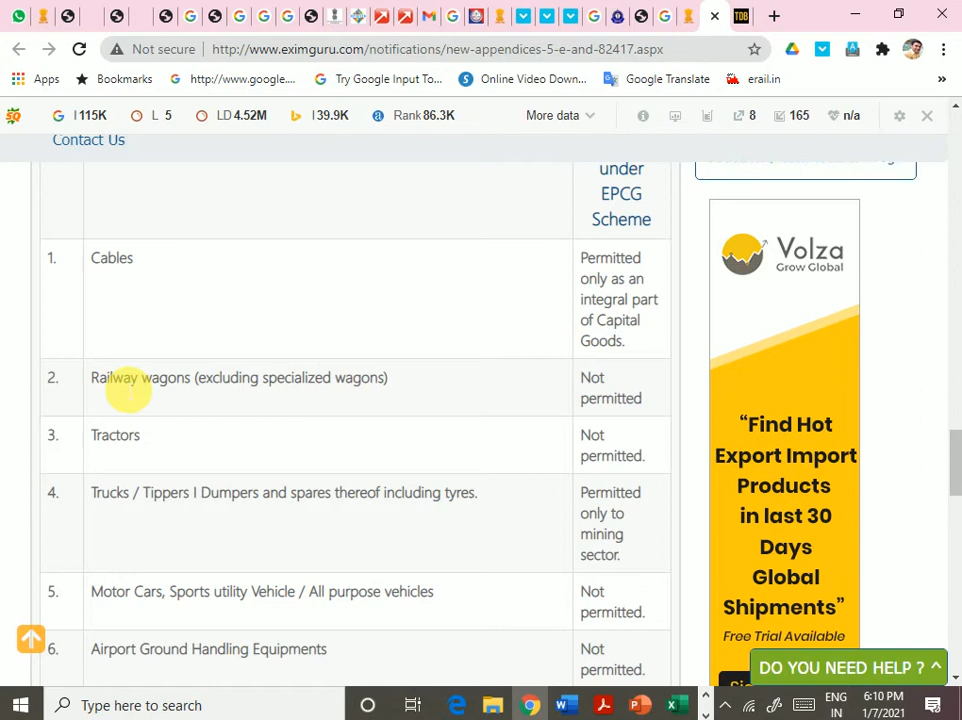 Not secure | http://www.eximguru.com/notifications/new-appendices-5-e-and-82417.aspx
Apps Bookmarks http://www.google.... Try Google Input To... Online Video Down... Google Translate erail.in »
I 115K L 5 LD 4.52M I 39.9K Rank 86.3K More data 8 165 n/a
Contact Us
under
EPCG
Scheme
1. Cables Permitted
only as an
integral part
of Capital
Goods.
2. Railway wagons (excluding specialized wagons) Not
permitted
3. Tractors Not
permitted.
4. Trucks / Tippers I Dumpers and spares thereof including tyres. Permitted
only to
mining
sector.
5. Motor Cars, Sports utility Vehicle / All purpose vehicles Not
permitted.
6. Airport Ground Handling Equipments Not
permitted.
Volza
Grow Global
“Find Hot
Export Import
Products
in last 30
Days
Global
Shipments”
Free Trial Available
DO YOU NEED HELP ?
Type here to search
ENG 6:10 PM
IN 1/7/2021